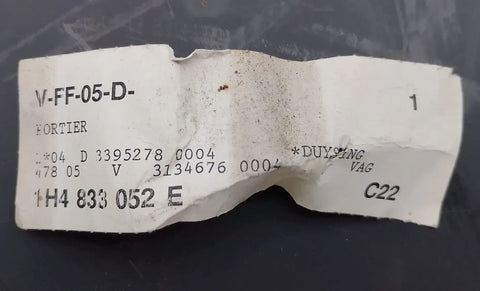 V-FF-05-D-
1
PORTIER
*04 D 3395278 0004 *DUYSING
478 05 V 3134676 0004 VAG
1H4 833 052 E C22